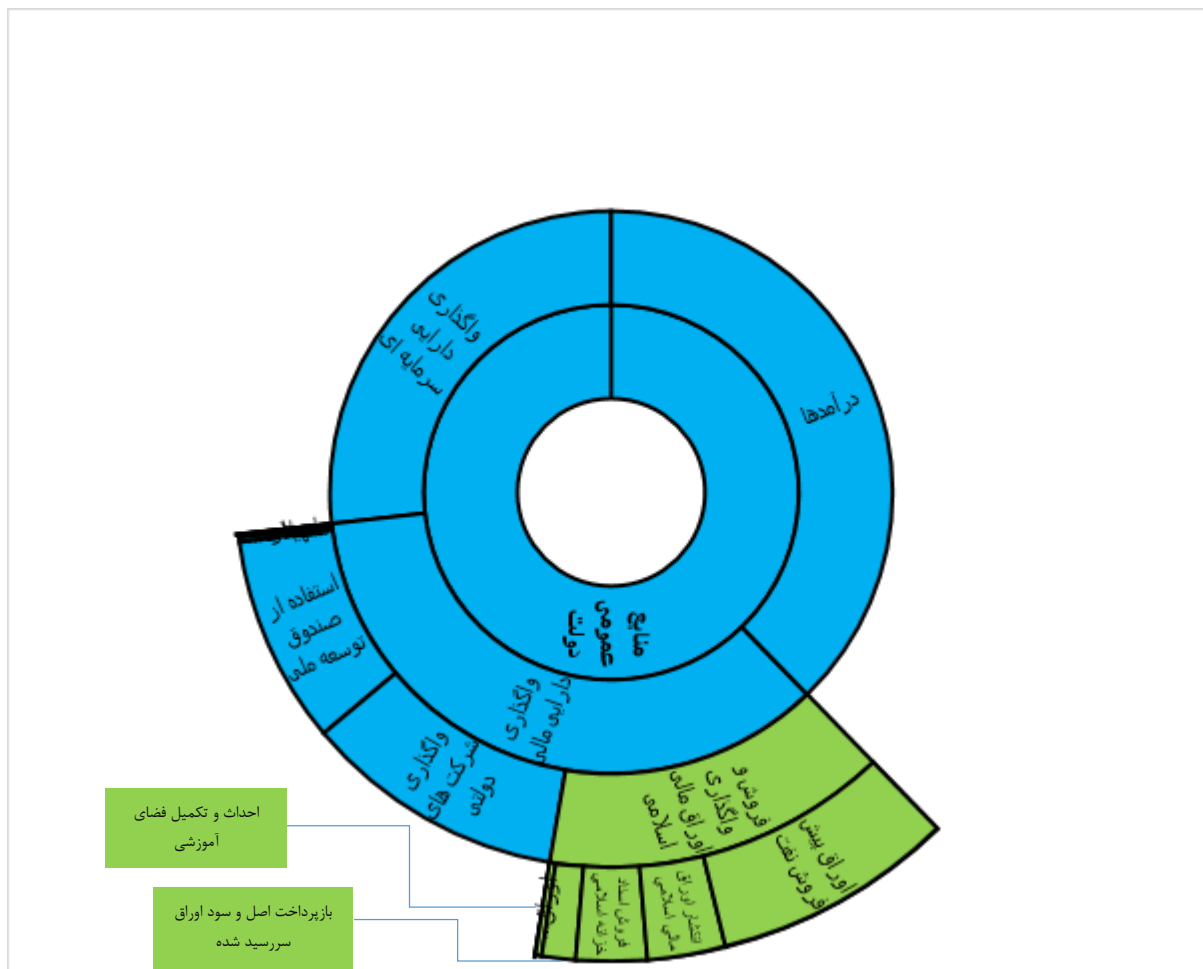 واگذاری
دارایی
سرمایه ای
درآمدها
منابع
عمومی
دولت
واگذاری
دارایی مالی
استفاده از
صندوق
توسعه ملی
واگذاری
شرکت های
دولتی
فروش و
واگذاری
اوراق مالی
اسلامی
اوراق پیش
فروش نفت
انتشار اوراق
مالی اسلامی
فروش اسناد
خزانه اسلامی
احداث و تکمیل فضای
آموزشی
بازپرداخت اصل و سود اوراق
سررسید شده